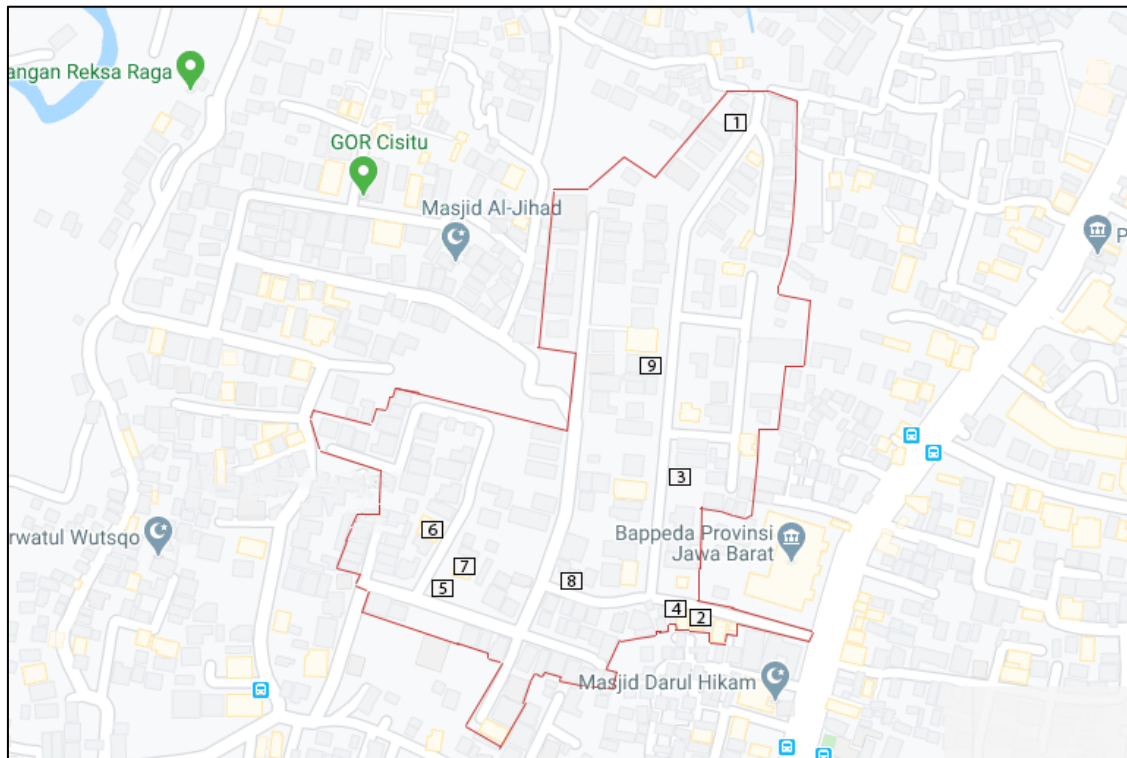 angan Reksa Raga
1
GOR Cisitu
Masjid Al-Jihad
P
9
3
rwatul Wutsqo
6
Bappeda Provinsi
Jawa Barat
7
5
8
4
2
Masjid Darul Hikam